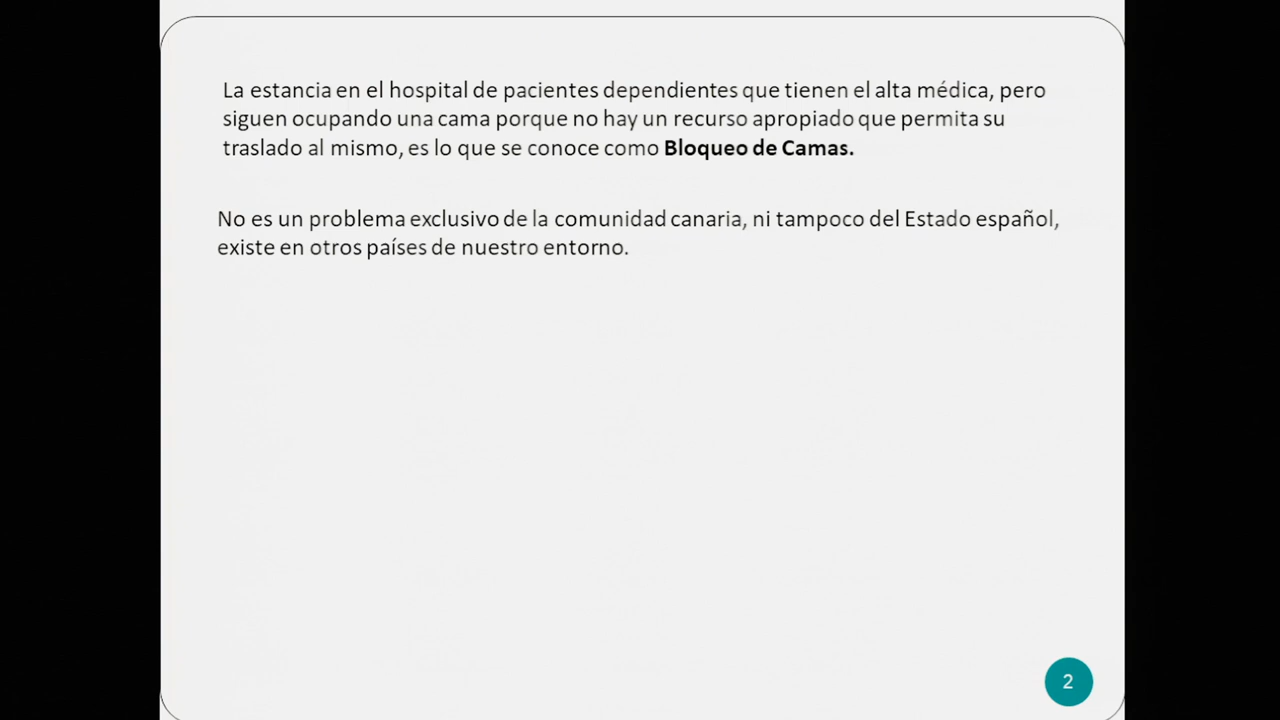 La estancia en el hospital de pacientes dependientes que tienen el alta médica, pero
siguen ocupando una cama porque no hay un recurso apropiado que permita su
traslado al mismo, es lo que se conoce como Bloqueo de Camas.
No es un problema exclusivo de la comunidad canaria, ni tampoco del Estado español,
existe en otros países de nuestro entorno.
2